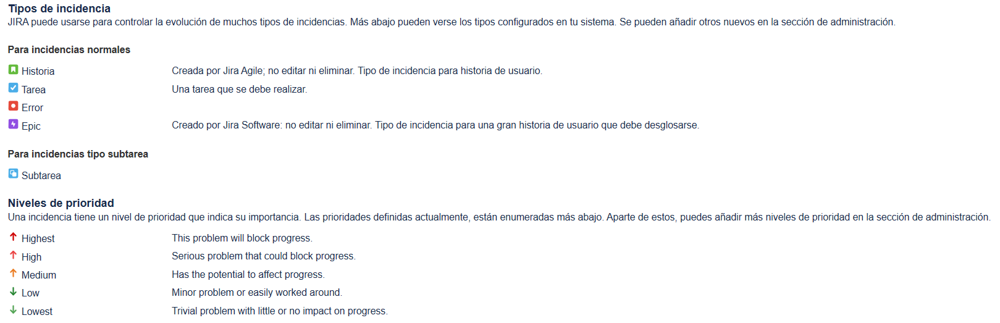 Tipos de incidencia
JIRA puede usarse para controlar la evolución de muchos tipos de incidencias. Más abajo pueden verse los tipos configurados en tu sistema. Se pueden añadir otros nuevos en la sección de administración.
Para incidencias normales
Historia Creada por Jira Agile; no editar ni eliminar. Tipo de incidencia para historia de usuario.
Tarea Una tarea que se debe realizar.
Error
Epic Creado por Jira Software: no editar ni eliminar. Tipo de incidencia para una gran historia de usuario que debe desglosarse.
Para incidencias tipo subtarea
Subtarea
Niveles de prioridad
Una incidencia tiene un nivel de prioridad que indica su importancia. Las prioridades definidas actualmente, están enumeradas más abajo. Aparte de estos, puedes añadir más niveles de prioridad en la sección de administración.
Highest This problem will block progress.
High Serious problem that could block progress.
Medium Has the potential to affect progress.
Low Minor problem or easily worked around.
Lowest Trivial problem with little or no impact on progress.